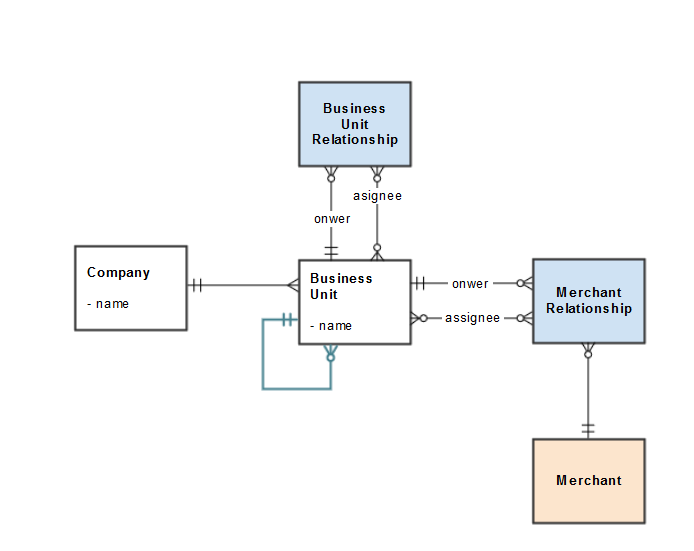 Business
Unit
Relationship
asignee
onwer
Company
- name
Business
Unit
- name
onwer
assignee
Merchant
Relationship
Merchant